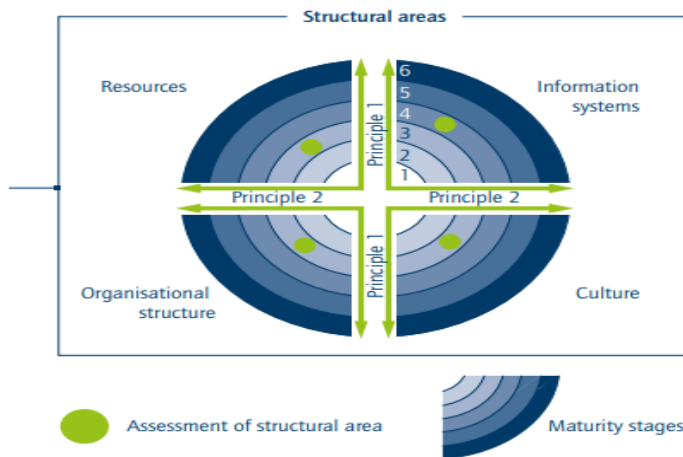 Structural areas
Resources
Information
systems
6
5
4
3
2
1
Principle 1
Principle 2
Principle 2
Principle 1
Organisational
structure
Culture
Assessment of structural area
Maturity stages